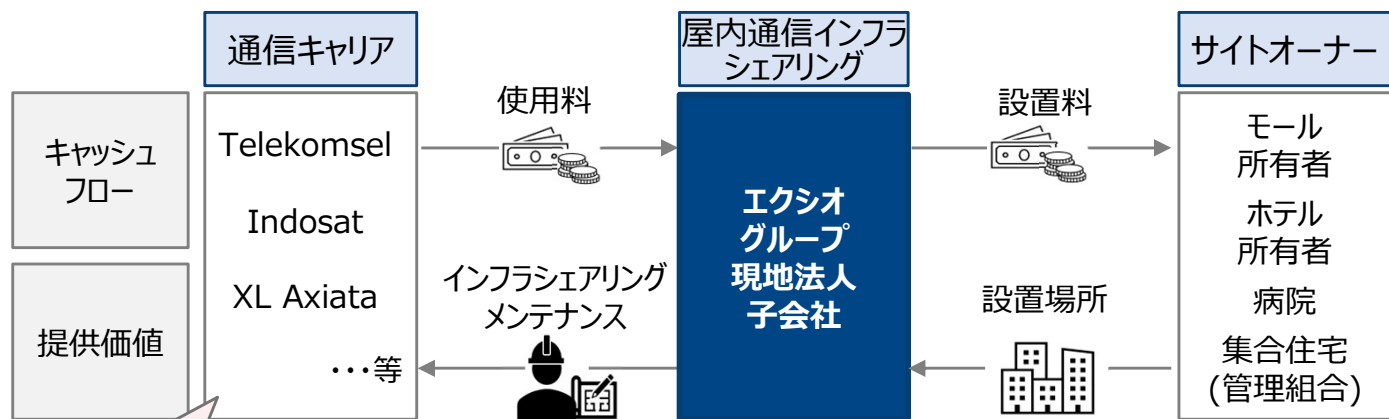 通信キャリア
屋内通信インフラ
シェアリング
サイトオーナー
キャッシュ
フロー
提供価値
Telekomsel
Indosat
XL Axiata
・・・等
使用料
インフラシェアリング
メンテナンス
エクシオ
グループ
現地法人
子会社
設置料
設置場所
モール
所有者
ホテル
所有者
病院
集合住宅
(管理組合)